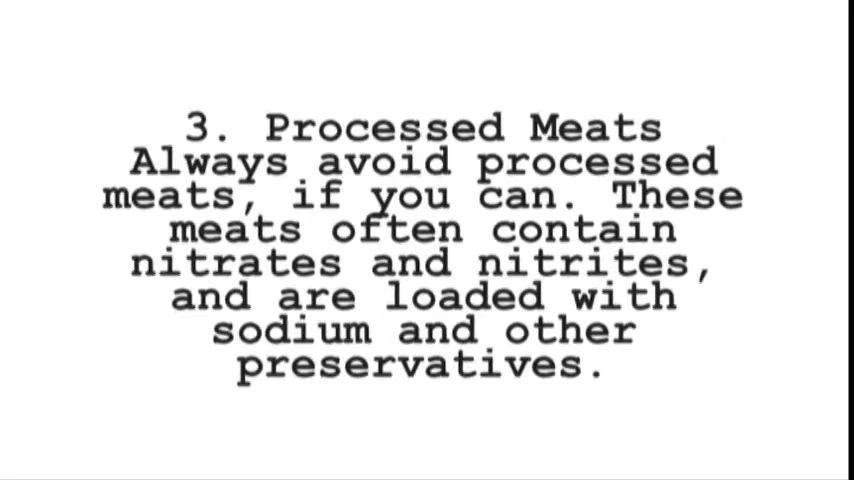 3. Processed Meats
Always avoid processed
meats, if you can. These
meats often contain
nitrates and nitrites,
and are loaded with
sodium and other
preservatives.